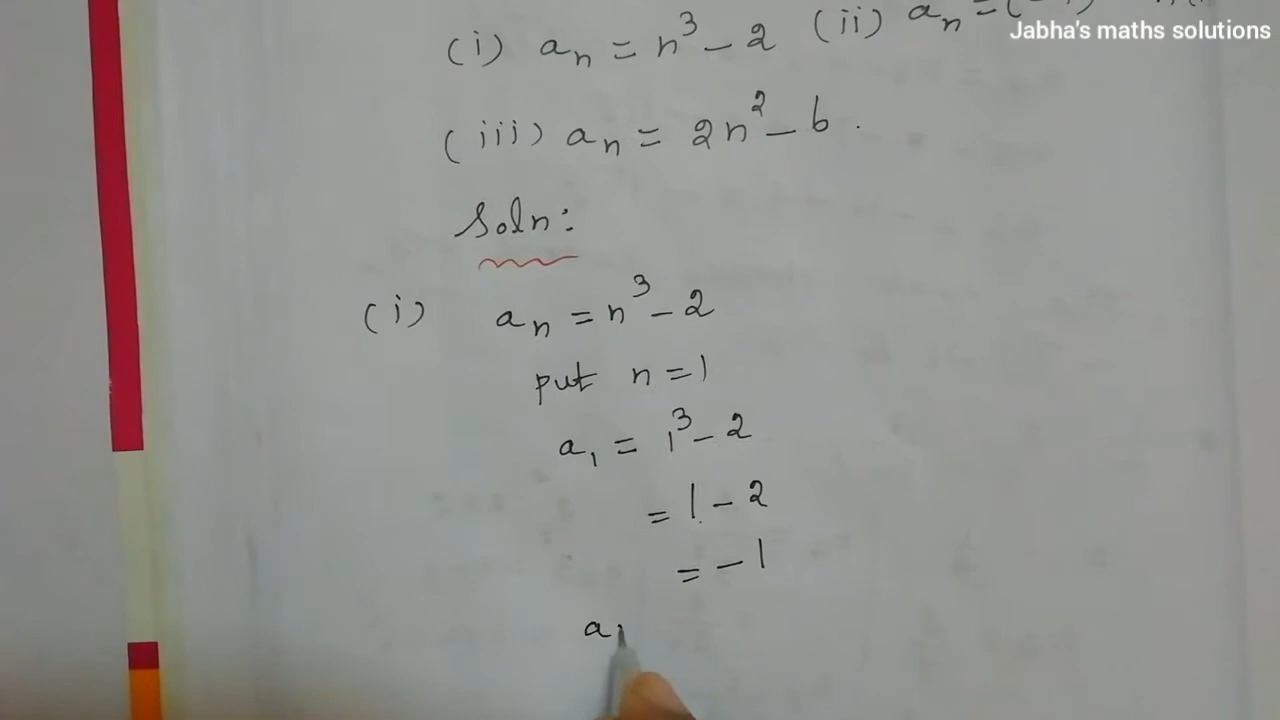 (i) aₙ = n³ - 2 (ii) aₙ = (-1)
Jabha's maths solutions
(iii) aₙ = 2n² - 6.
Soln:
(i) aₙ = n³ - 2
put n = 1
a₁ = 1³ - 2
= 1 - 2
= -1
a